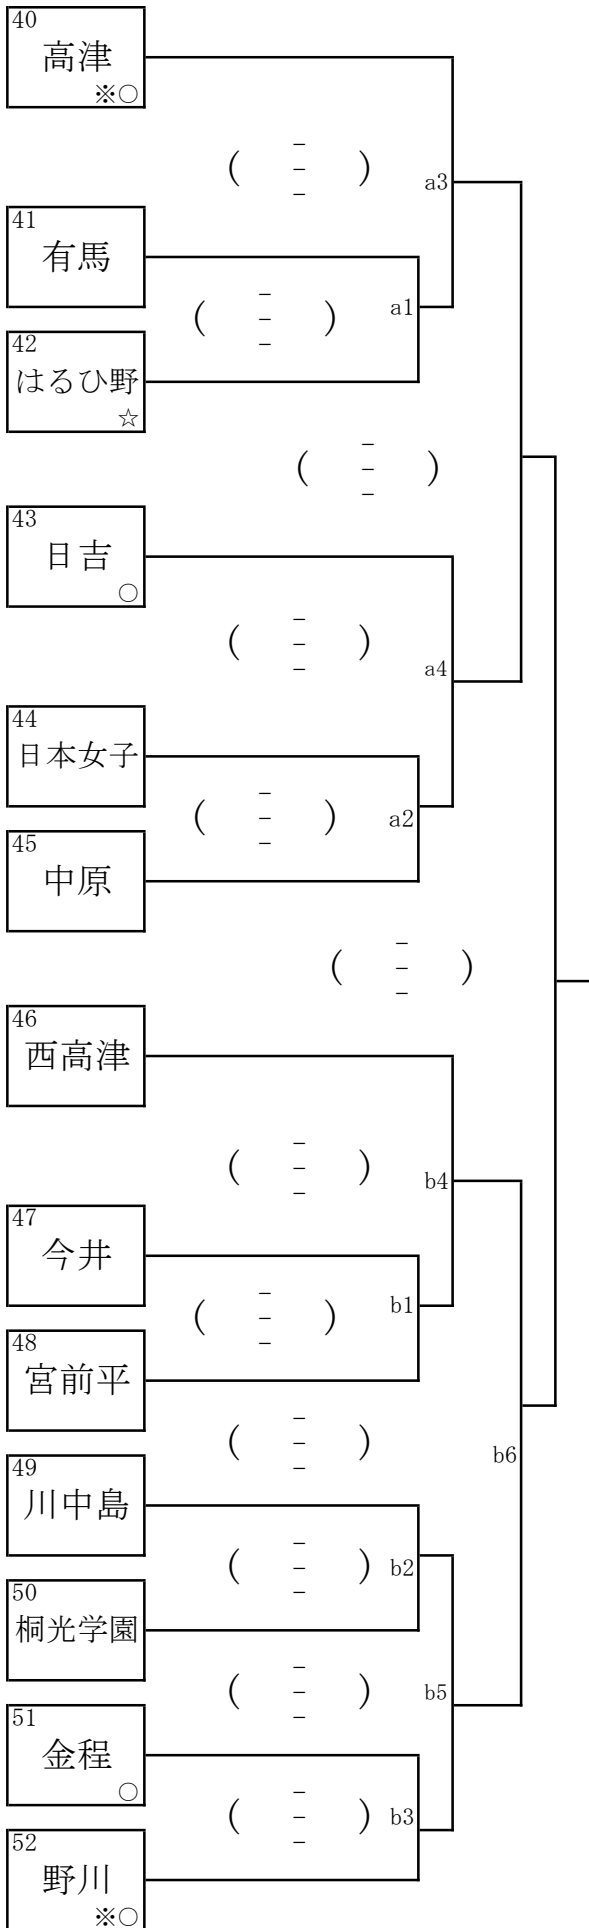 40
高津
※○
-
( - )
-
a3
41
有馬
-
( - )
-
a1
42
はるひ野
☆
-
( - )
-
43
日吉
○
-
( - )
-
a4
44
日本女子
-
( - )
-
a2
45
中原
-
( - )
-
46
西高津
-
( - )
-
b4
47
今井
-
( - )
-
b1
48
宮前平
-
( - )
-
b6
49
川中島
-
( - )
-
b2
50
桐光学園
-
( - )
-
b5
51
金程
○
-
( - )
-
b3
52
野川
※○